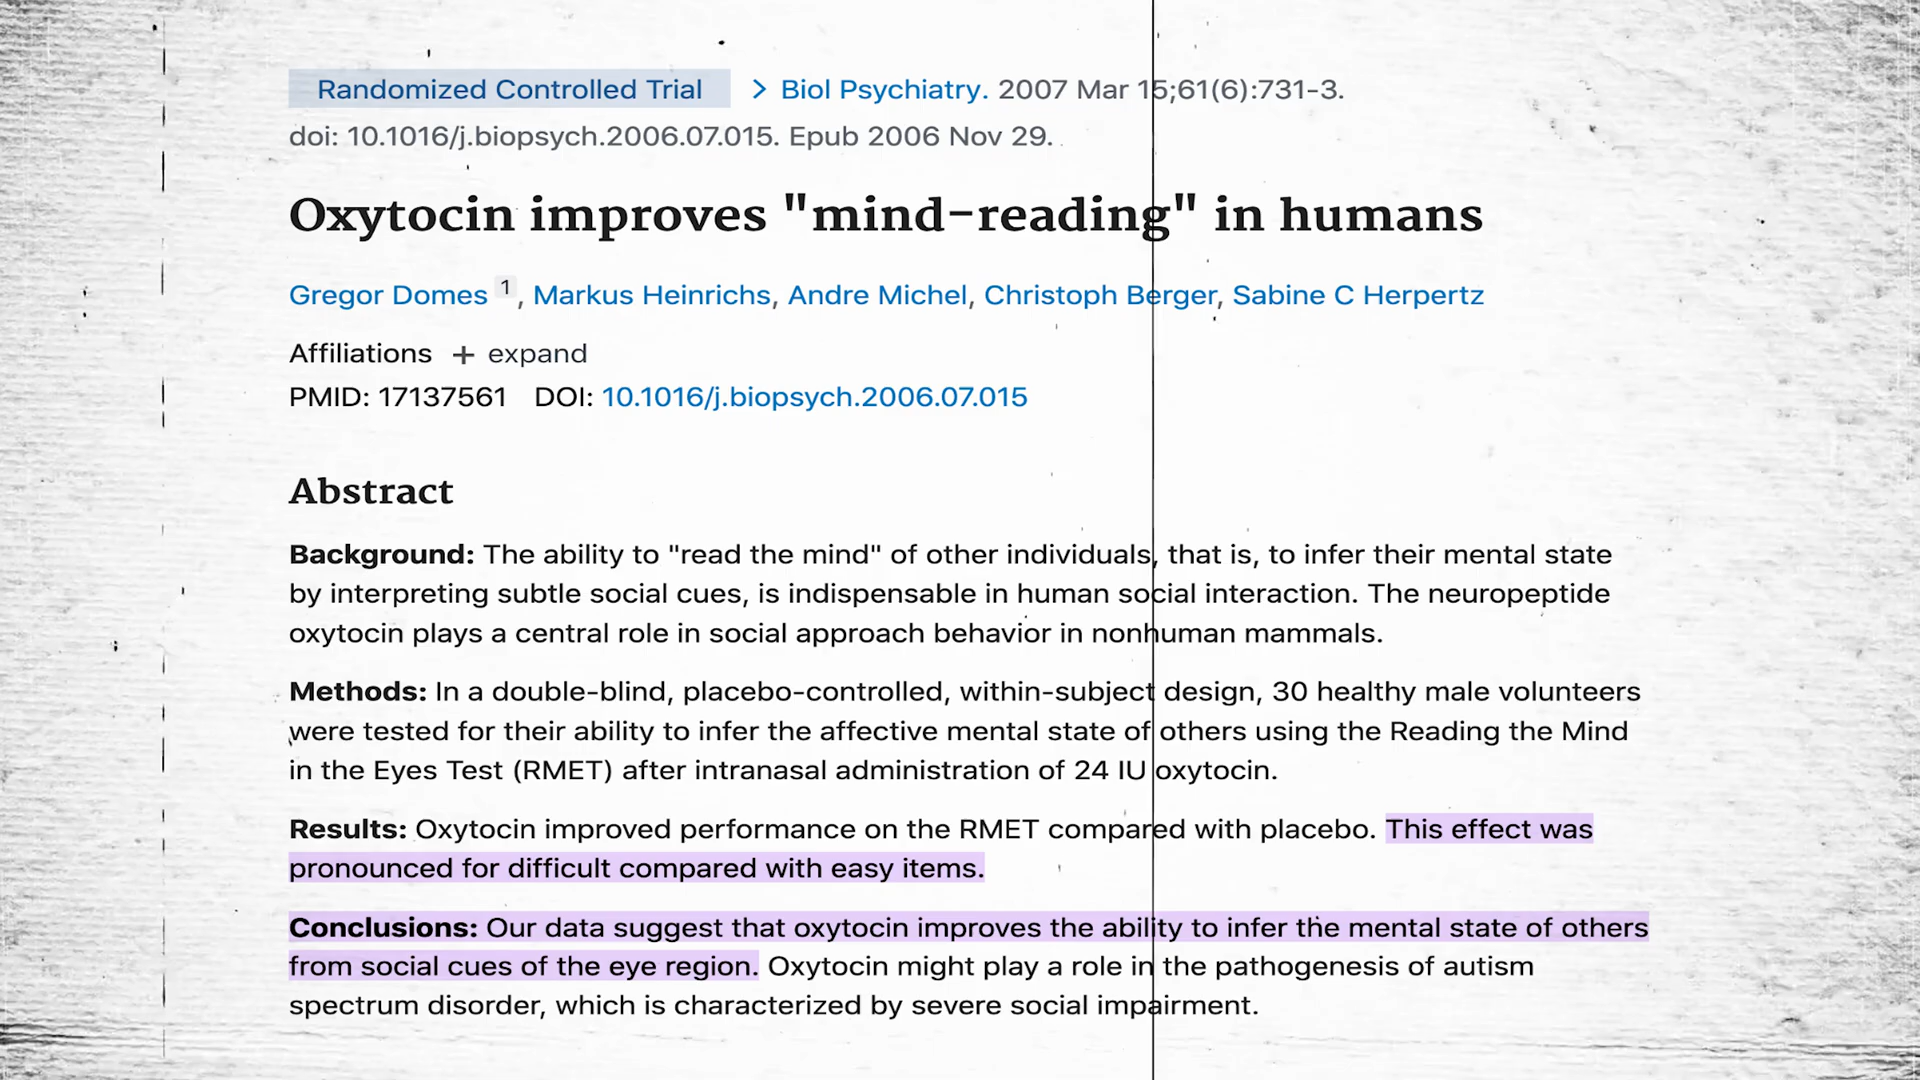 Randomized Controlled Trial > Biol Psychiatry. 2007 Mar 15;61(6):731-3.
doi: 10.1016/j.biopsych.2006.07.015. Epub 2006 Nov 29.
Oxytocin improves "mind-reading" in humans
Gregor Domes 1, Markus Heinrichs, Andre Michel, Christoph Berger, Sabine C Herpertz
Affiliations + expand
PMID: 17137561 DOI: 10.1016/j.biopsych.2006.07.015
Abstract
Background: The ability to "read the mind" of other individuals, that is, to infer their mental state
by interpreting subtle social cues, is indispensable in human social interaction. The neuropeptide
oxytocin plays a central role in social approach behavior in nonhuman mammals.
Methods: In a double-blind, placebo-controlled, within-subject design, 30 healthy male volunteers
were tested for their ability to infer the affective mental state of others using the Reading the Mind
in the Eyes Test (RMET) after intranasal administration of 24 IU oxytocin.
Results: Oxytocin improved performance on the RMET compared with placebo. This effect was
pronounced for difficult compared with easy items.
Conclusions: Our data suggest that oxytocin improves the ability to infer the mental state of others
from social cues of the eye region. Oxytocin might play a role in the pathogenesis of autism
spectrum disorder, which is characterized by severe social impairment.